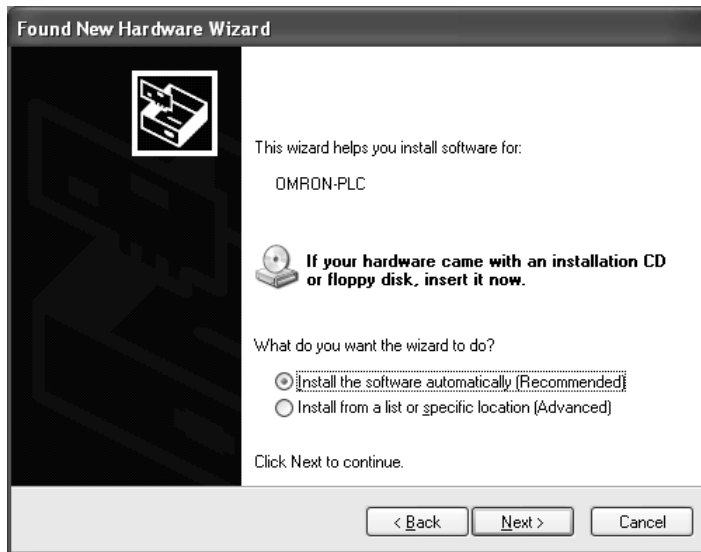 Found New Hardware Wizard
This wizard helps you install software for:
OMRON-PLC
If your hardware came with an installation CD
or floppy disk, insert it now.
What do you want the wizard to do?
Install the software automatically (Recommended)
Install from a list or specific location (Advanced)
Click Next to continue.
< Back
Next >
Cancel